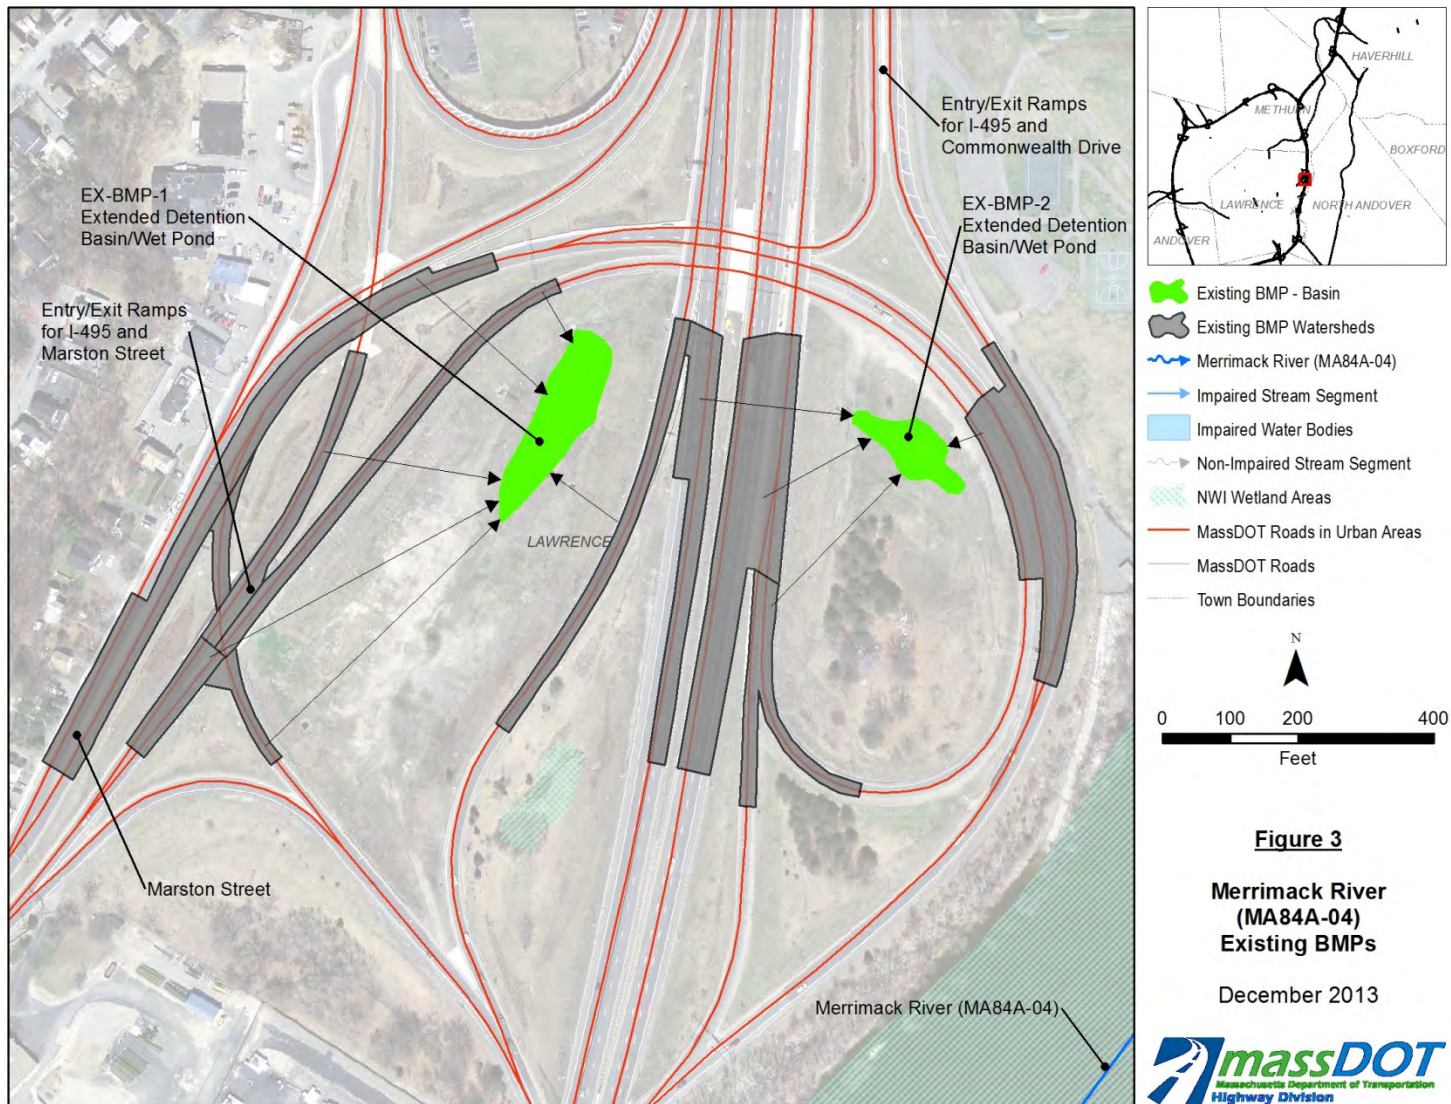 Entry/Exit Ramps
for I-495 and
Commonwealth Drive
EX-BMP-1
Extended Detention
Basin/Wet Pond
EX-BMP-2
Extended Detention
Basin/Wet Pond
Entry/Exit Ramps
for I-495 and
Marston Street
LAWRENCE
Marston Street
Merrimack River (MA84A-04)
HAVERHILL
METHUEN
BOXFORD
LAWRENCE
NORTH ANDOVER
ANDOVER
Existing BMP - Basin
Existing BMP Watersheds
Merrimack River (MA84A-04)
Impaired Stream Segment
Impaired Water Bodies
Non-Impaired Stream Segment
NWI Wetland Areas
MassDOT Roads in Urban Areas
MassDOT Roads
Town Boundaries
N
0 100 200 400
Feet
Figure 3
Merrimack River
(MA84A-04)
Existing BMPs
December 2013
massDOT
Massachusetts Department of Transportation
Highway Division